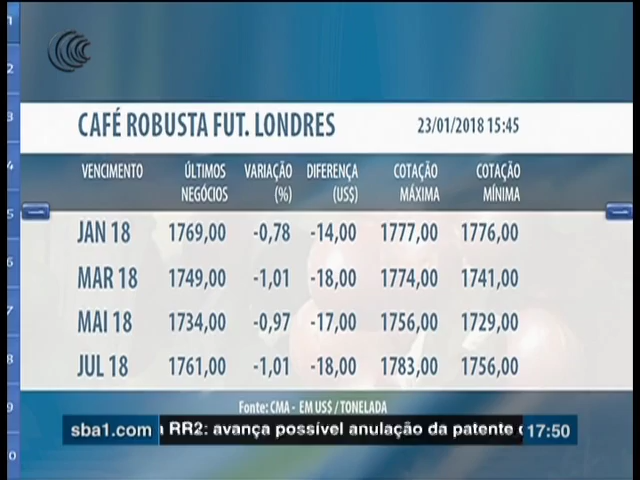 CAFÉ ROBUSTA FUT. LONDRES 23/01/2018 15:45
VENCIMENTO ÚLTIMOS NEGÓCIOS VARIAÇÃO (%) DIFERENÇA (US$) COTAÇÃO MÁXIMA COTAÇÃO MÍNIMA
JAN 18 1769,00 -0,78 -14,00 1777,00 1776,00
MAR 18 1749,00 -1,01 -18,00 1774,00 1741,00
MAI 18 1734,00 -0,97 -17,00 1756,00 1729,00
JUL 18 1761,00 -1,01 -18,00 1783,00 1756,00
Fonte: CMA - EM US$ / TONELADA
sba1.com RR2: avança possível anulação da patente 17:50